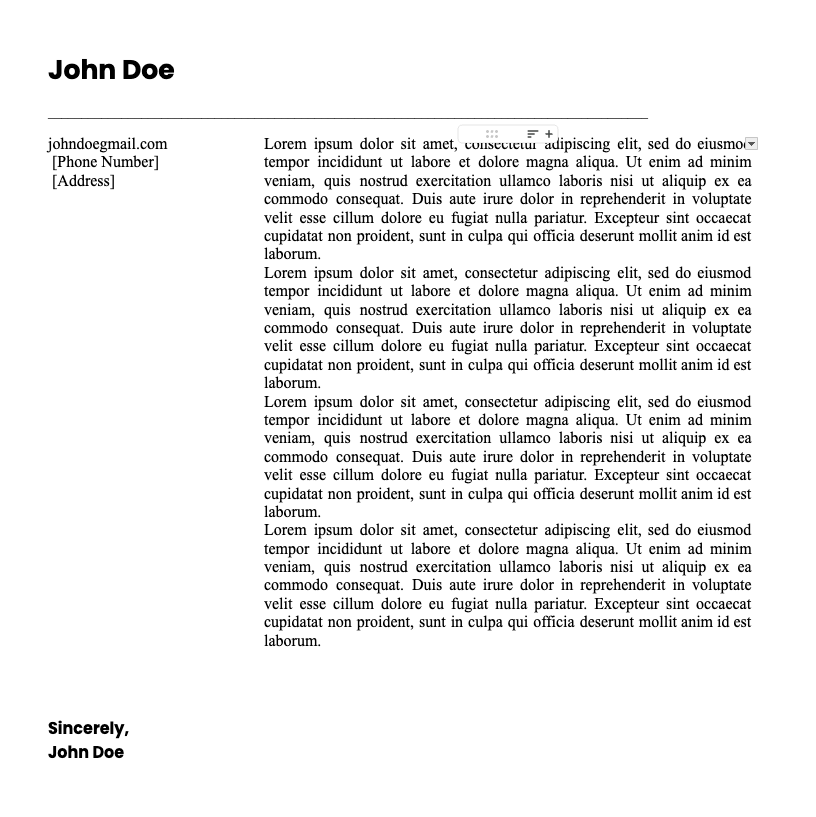 John Doe
johndoegmail.com
[Phone Number]
[Address]
Lorem ipsum dolor sit amet, consectetur adipiscing elit, sed do eiusmod
tempor incididunt ut labore et dolore magna aliqua. Ut enim ad minim
veniam, quis nostrud exercitation ullamco laboris nisi ut aliquip ex ea
commodo consequat. Duis aute irure dolor in reprehenderit in voluptate
velit esse cillum dolore eu fugiat nulla pariatur. Excepteur sint occaecat
cupidatat non proident, sunt in culpa qui officia deserunt mollit anim id est
laborum.
Lorem ipsum dolor sit amet, consectetur adipiscing elit, sed do eiusmod
tempor incididunt ut labore et dolore magna aliqua. Ut enim ad minim
veniam, quis nostrud exercitation ullamco laboris nisi ut aliquip ex ea
commodo consequat. Duis aute irure dolor in reprehenderit in voluptate
velit esse cillum dolore eu fugiat nulla pariatur. Excepteur sint occaecat
cupidatat non proident, sunt in culpa qui officia deserunt mollit anim id est
laborum.
Lorem ipsum dolor sit amet, consectetur adipiscing elit, sed do eiusmod
tempor incididunt ut labore et dolore magna aliqua. Ut enim ad minim
veniam, quis nostrud exercitation ullamco laboris nisi ut aliquip ex ea
commodo consequat. Duis aute irure dolor in reprehenderit in voluptate
velit esse cillum dolore eu fugiat nulla pariatur. Excepteur sint occaecat
cupidatat non proident, sunt in culpa qui officia deserunt mollit anim id est
laborum.
Lorem ipsum dolor sit amet, consectetur adipiscing elit, sed do eiusmod
tempor incididunt ut labore et dolore magna aliqua. Ut enim ad minim
veniam, quis nostrud exercitation ullamco laboris nisi ut aliquip ex ea
commodo consequat. Duis aute irure dolor in reprehenderit in voluptate
velit esse cillum dolore eu fugiat nulla pariatur. Excepteur sint occaecat
cupidatat non proident, sunt in culpa qui officia deserunt mollit anim id est
laborum.
Sincerely,
John Doe